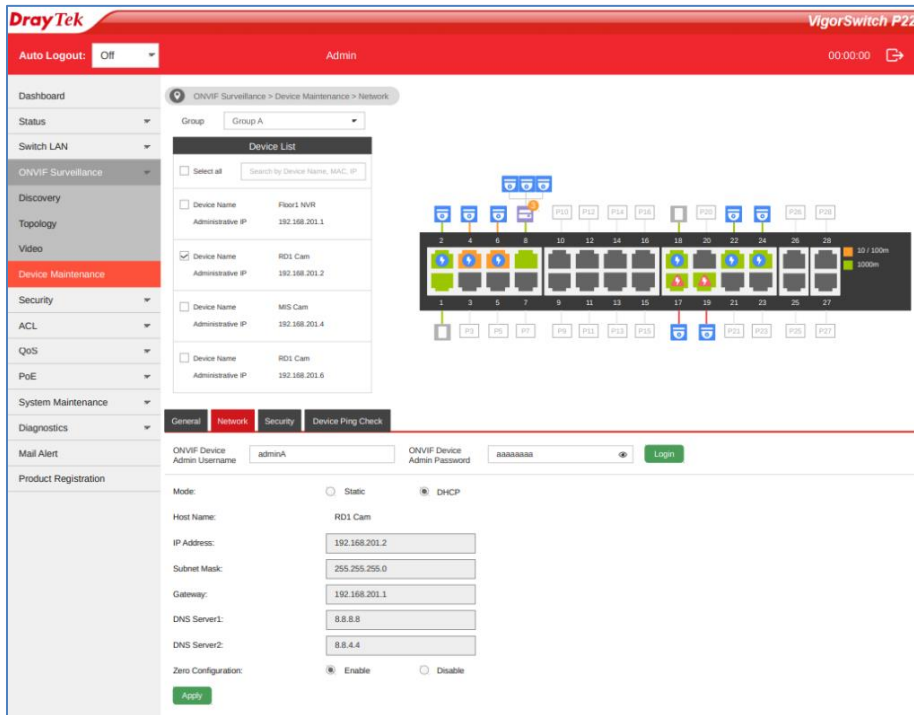 DrayTek
VigorSwitch P22
Auto Logout: Off
Admin
00:00:00
Dashboard
Status
Switch LAN
ONVIF Surveillance
Discovery
Topology
Video
Device Maintenance
Security
ACL
QoS
PoE
System Maintenance
Diagnostics
Mail Alert
Product Registration
ONVIF Surveillance > Device Maintenance > Network
Group Group A
Device List
Select all Search by Device Name, MAC, IP
Device Name Floor1 NVR
Administrative IP 192.168.201.1
Device Name RD1 Cam
Administrative IP 192.168.201.2
Device Name MIS Cam
Administrative IP 192.168.201.4
Device Name RD1 Cam
Administrative IP 192.168.201.6
3
P10 P12 P14 P16 P20 P26 P28
2 4 6 8 10 12 14 16 18 20 22 24 26 28
10 / 100m
1000m
1 3 5 7 9 11 13 15 17 19 21 23 25 27
P3 P5 P7 P9 P11 P13 P15 P21 P23 P25 P27
General Network Security Device Ping Check
ONVIF Device
Admin Username
adminA
ONVIF Device
Admin Password
aaaaaaaa
Login
Mode: Static DHCP
Host Name: RD1 Cam
IP Address: 192.168.201.2
Subnet Mask: 255.255.255.0
Gateway: 192.168.201.1
DNS Server1: 8.8.8.8
DNS Server2: 8.8.4.4
Zero Configuration: Enable Disable
Apply